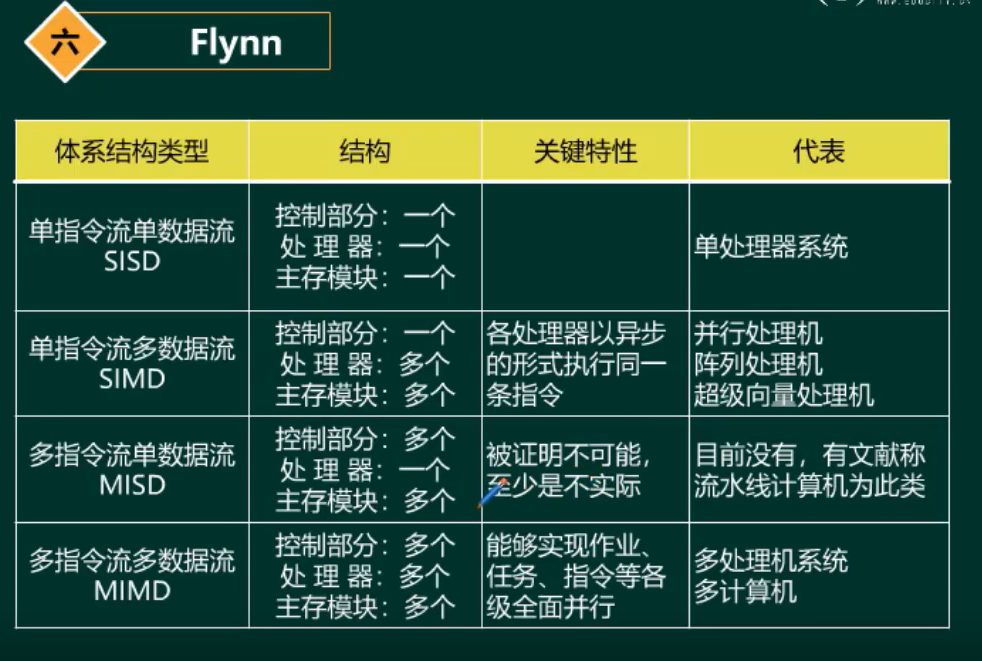 六
Flynn
体系结构类型 结构 关键特性 代表
单指令流单数据流
SISD
控制部分：一个
处 理 器：一个
主存模块：一个
单处理器系统
单指令流多数据流
SIMD
控制部分：一个
处 理 器：多个
主存模块：多个
各处理器以异步
的形式执行同一
条指令
并行处理机
阵列处理机
超级向量处理机
多指令流单数据流
MISD
控制部分：多个
处 理 器：一个
主存模块：多个
被证明不可能，
至少是不实际
目前没有，有文献称
流水线计算机为此类
多指令流多数据流
MIMD
控制部分：多个
处 理 器：多个
主存模块：多个
能够实现作业、
任务、指令等各
级全面并行
多处理机系统
多计算机